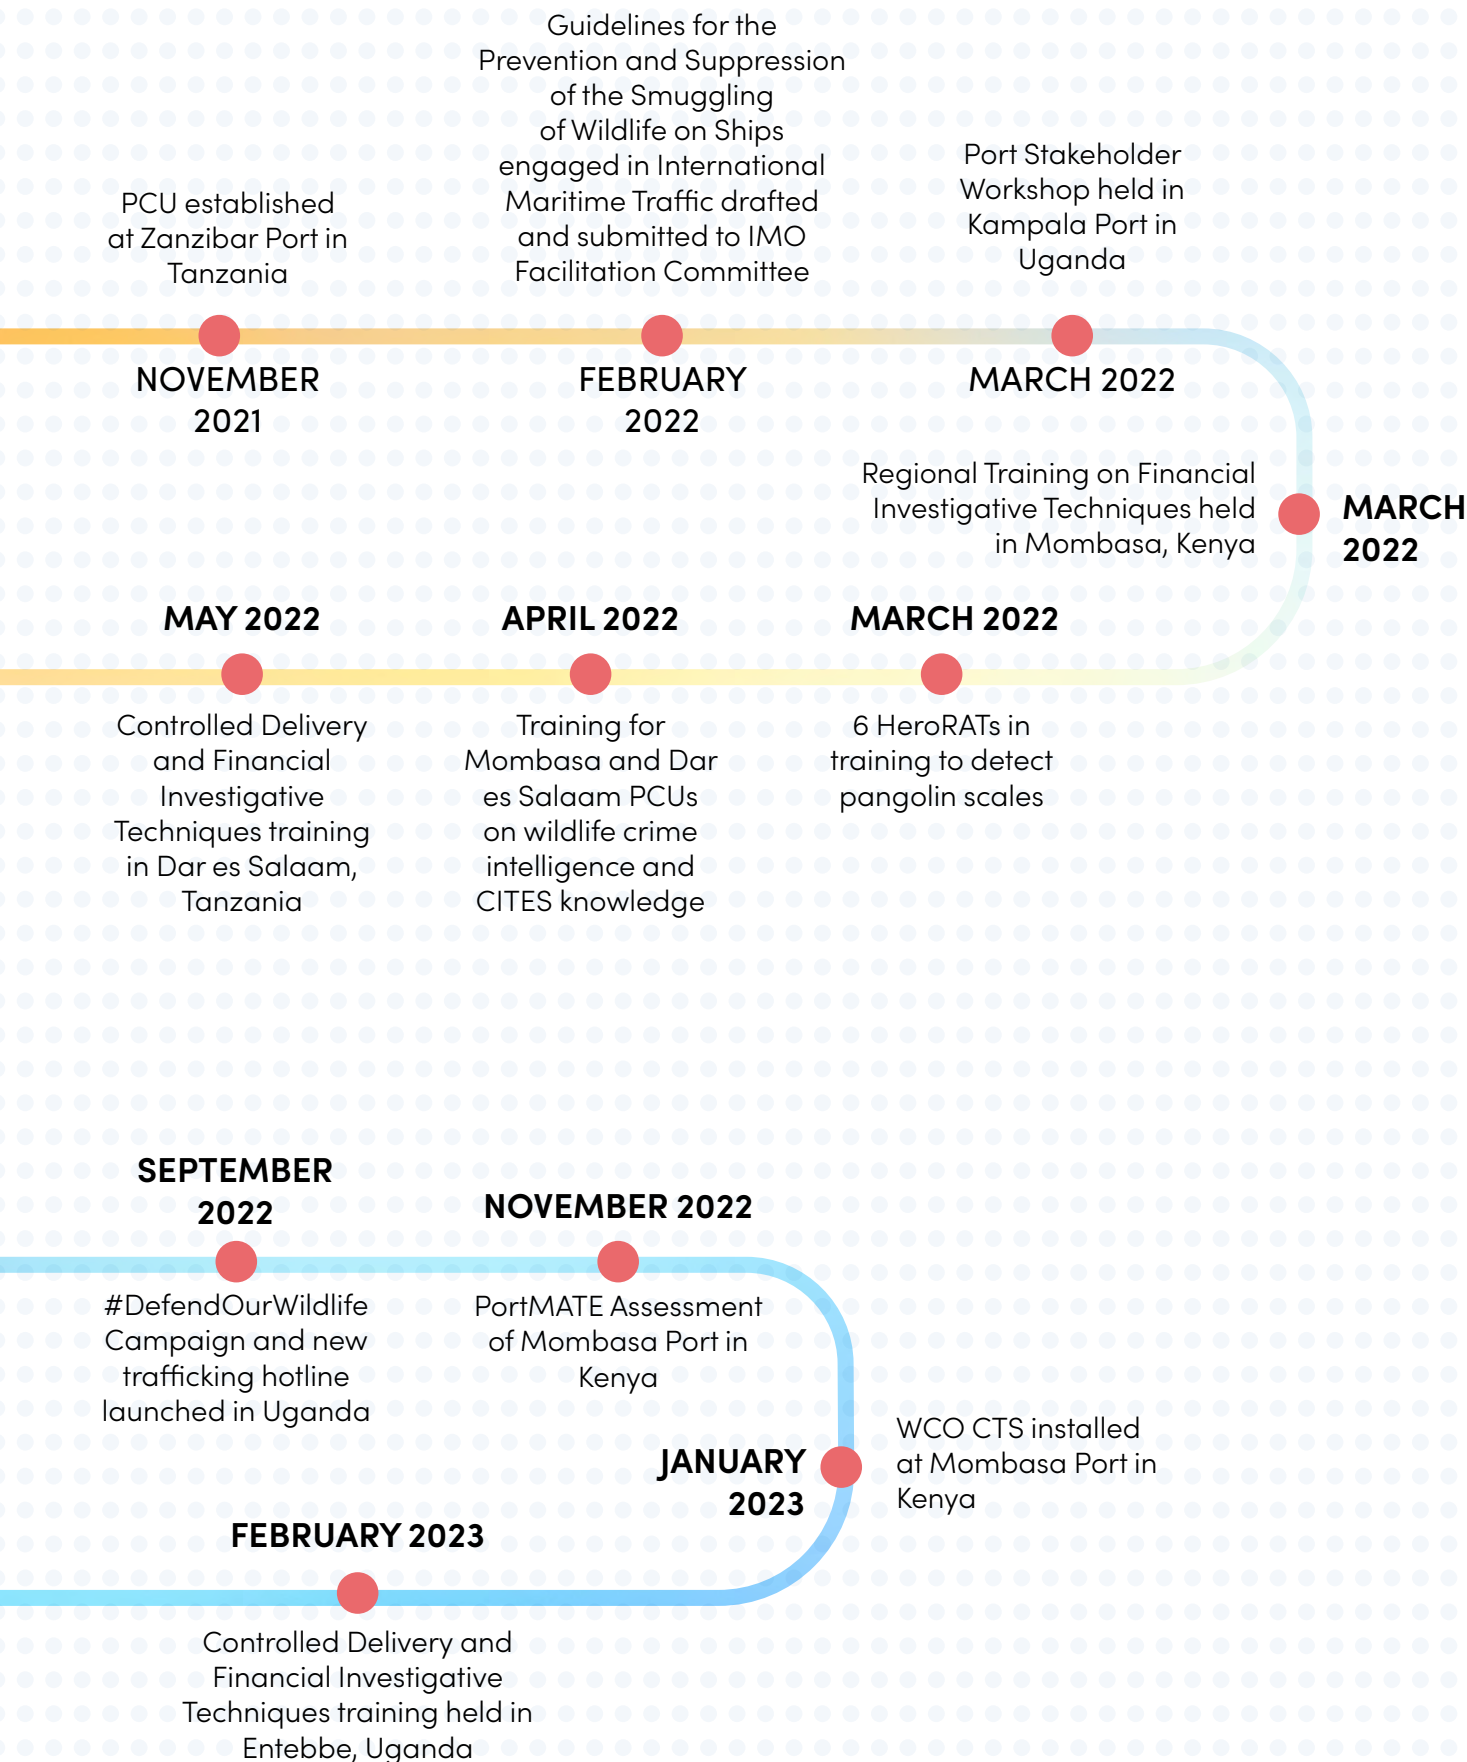 PCU established
at Zanzibar Port in
Tanzania
NOVEMBER
2021
Guidelines for the
Prevention and Suppression
of the Smuggling
of Wildlife on Ships
engaged in International
Maritime Traffic drafted
and submitted to IMO
Facilitation Committee
FEBRUARY
2022
Port Stakeholder
Workshop held in
Kampala Port in
Uganda
MARCH 2022
Regional Training on Financial
Investigative Techniques held
in Mombasa, Kenya
MARCH
2022
MARCH 2022
6 HeroRATs in
training to detect
pangolin scales
APRIL 2022
Training for
Mombasa and Dar
es Salaam PCUs
on wildlife crime
intelligence and
CITES knowledge
MAY 2022
Controlled Delivery
and Financial
Investigative
Techniques training
in Dar es Salaam,
Tanzania
SEPTEMBER
2022
#DefendOurWildlife
Campaign and new
trafficking hotline
launched in Uganda
NOVEMBER 2022
PortMATE Assessment
of Mombasa Port in
Kenya
JANUARY
2023
WCO CTS installed
at Mombasa Port in
Kenya
FEBRUARY 2023
Controlled Delivery and
Financial Investigative
Techniques training held in
Entebbe, Uganda